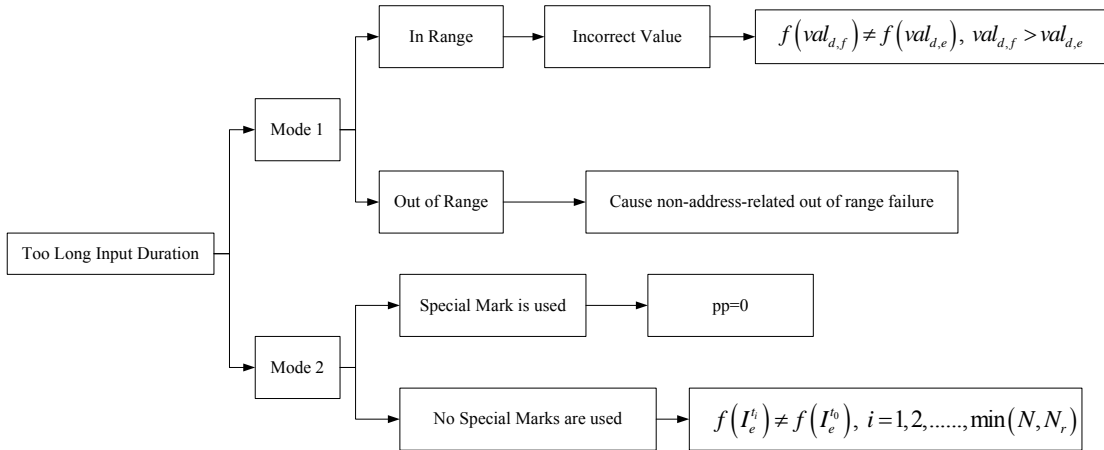 In Range
Incorrect Value
f(val_{d,f}) ≠ f(val_{d,e}), val_{d,f} > val_{d,e}
Mode 1
Out of Range
Cause non-address-related out of range failure
Too Long Input Duration
Special Mark is used
pp=0
Mode 2
No Special Marks are used
f(I_e^{t_i}) ≠ f(I_e^{t_0}), i=1,2,......,min(N,N_r)